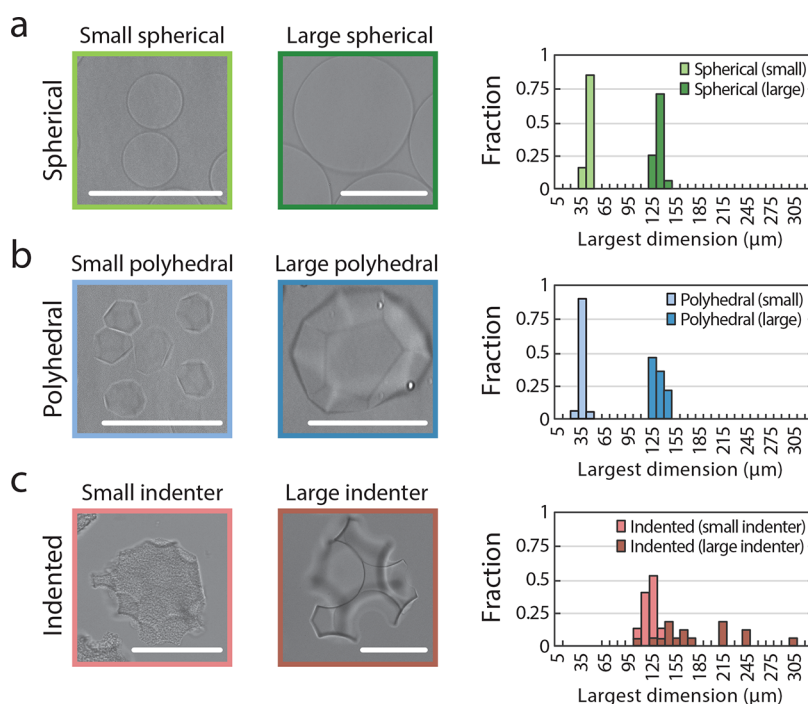 a
Small spherical
Large spherical
Spherical
Fraction
1
0.75
0.5
0.25
0
Spherical (small)
Spherical (large)
5 35 65 95 125 155 185 215 245 275 305
Largest dimension (μm)
b
Small polyhedral
Large polyhedral
Polyhedral
Fraction
1
0.75
0.5
0.25
0
Polyhedral (small)
Polyhedral (large)
5 35 65 95 125 155 185 215 245 275 305
Largest dimension (μm)
c
Small indenter
Large indenter
Indented
Fraction
1
0.75
0.5
0.25
0
Indented (small indenter)
Indented (large indenter)
5 35 65 95 125 155 185 215 245 275 305
Largest dimension (μm)